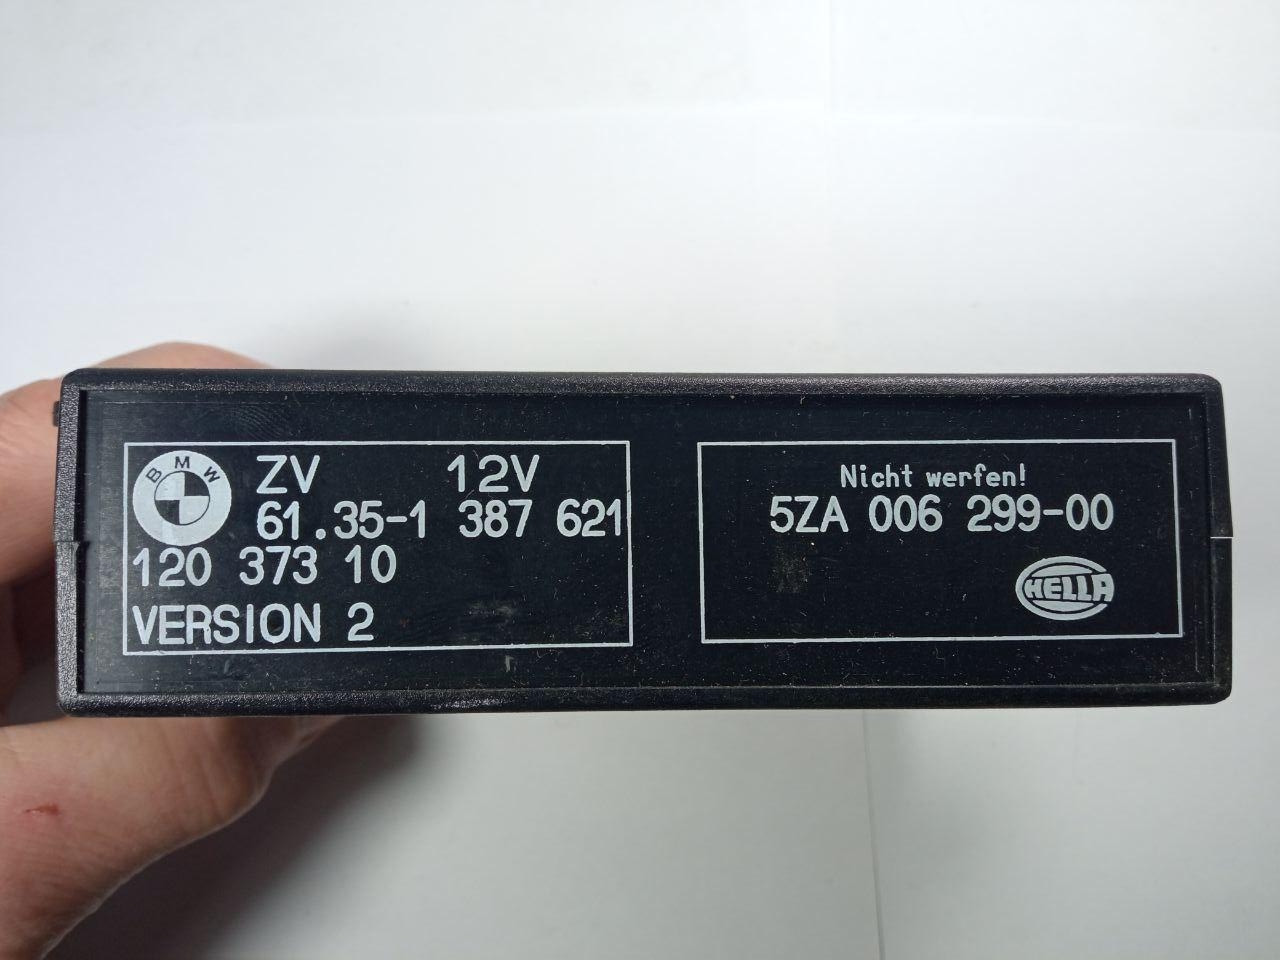 BMW
ZV 12V
61.35-1 387 621
120 373 10
VERSION 2
Nicht werfen!
5ZA 006 299-00
HELLA